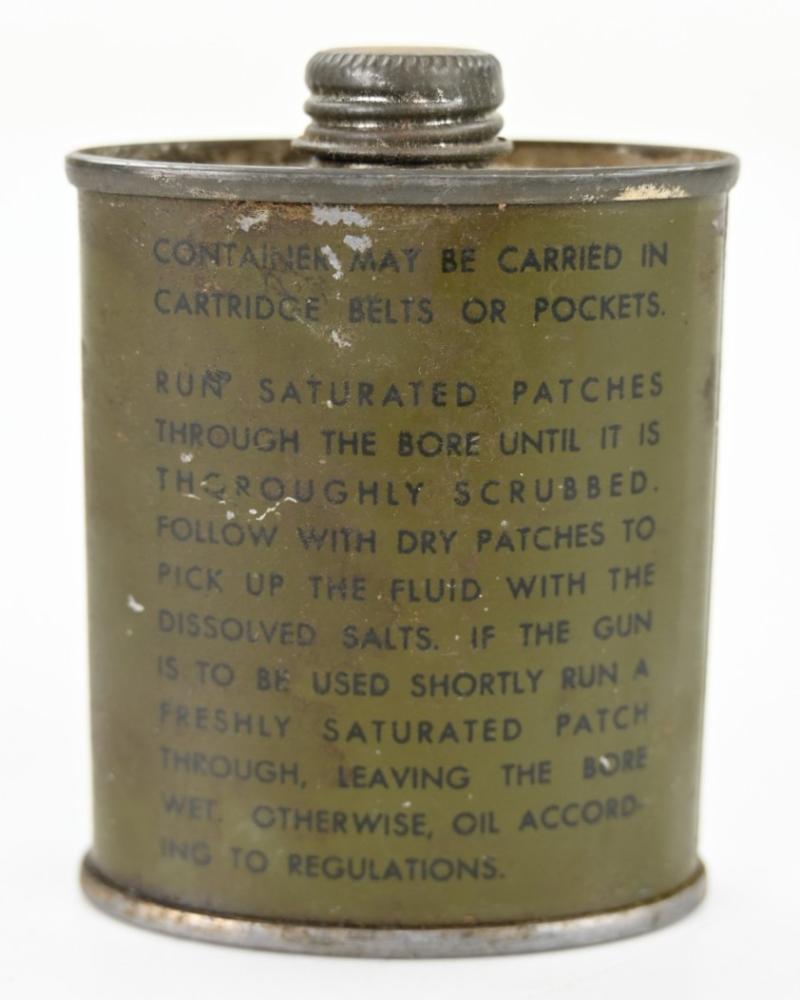 CONTAINER MAY BE CARRIED IN
CARTRIDGE BELTS OR POCKETS.
RUN SATURATED PATCHES
THROUGH THE BORE UNTIL IT IS
THOROUGHLY SCRUBBED.
FOLLOW WITH DRY PATCHES TO
PICK UP THE FLUID WITH THE
DISSOLVED SALTS. IF THE GUN
IS TO BE USED SHORTLY RUN A
FRESHLY SATURATED PATCH
THROUGH, LEAVING THE BORE
WET. OTHERWISE, OIL ACCORD-
ING TO REGULATIONS.